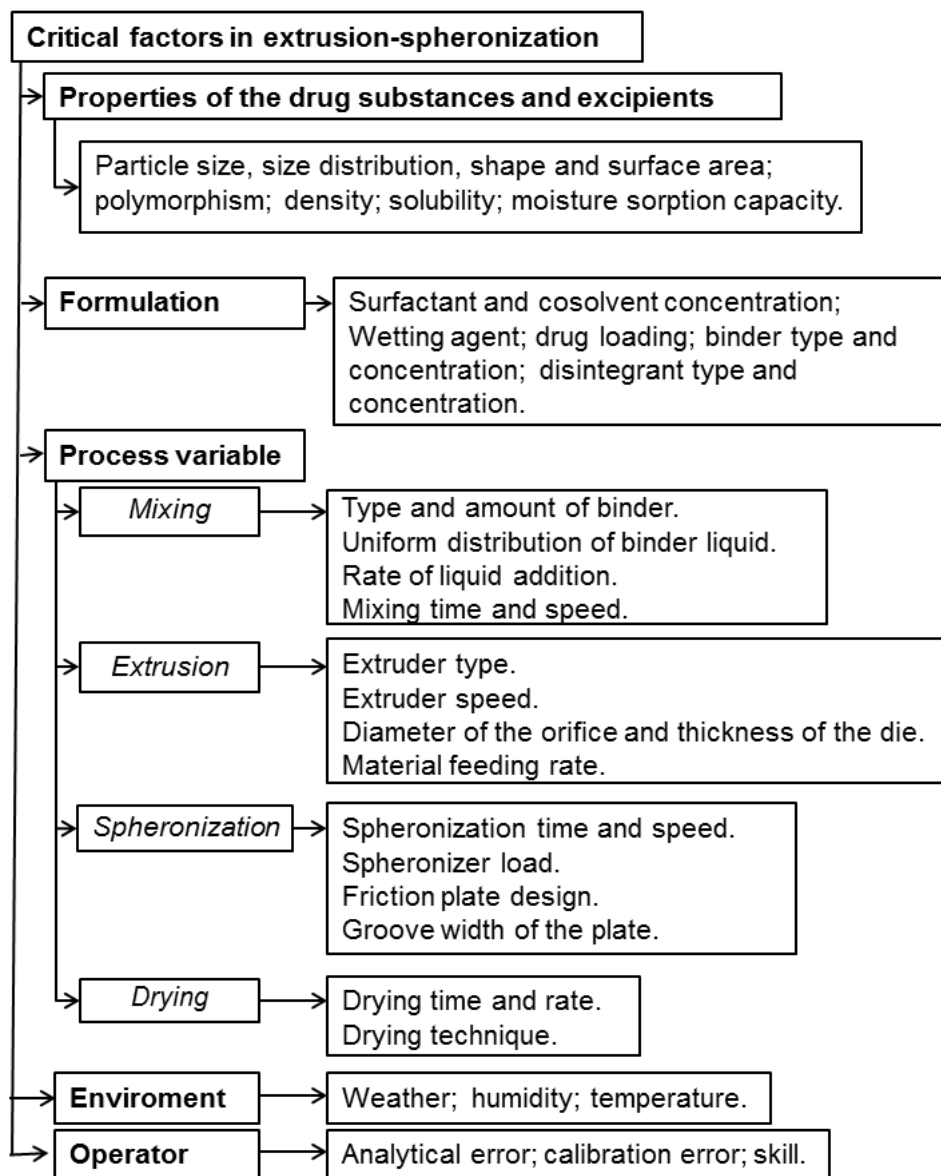 Critical factors in extrusion-spheronization
Properties of the drug substances and excipients
Particle size, size distribution, shape and surface area;
polymorphism; density; solubility; moisture sorption capacity.
Formulation
Surfactant and cosolvent concentration;
Wetting agent; drug loading; binder type and
concentration; disintegrant type and
concentration.
Process variable
Mixing
Type and amount of binder.
Uniform distribution of binder liquid.
Rate of liquid addition.
Mixing time and speed.
Extrusion
Extruder type.
Extruder speed.
Diameter of the orifice and thickness of the die.
Material feeding rate.
Spheronization
Spheronization time and speed.
Spheronizer load.
Friction plate design.
Groove width of the plate.
Drying
Drying time and rate.
Drying technique.
Enviroment
Weather; humidity; temperature.
Operator
Analytical error; calibration error; skill.